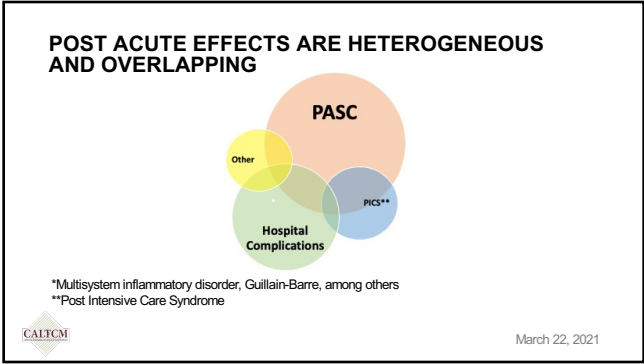 POST ACUTE EFFECTS ARE HETEROGENEOUS
AND OVERLAPPING
PASC
Other
PICS**
*
Hospital
Complications
*Multisystem inflammatory disorder, Guillain-Barre, among others
**Post Intensive Care Syndrome
CALTCM
March 22, 2021